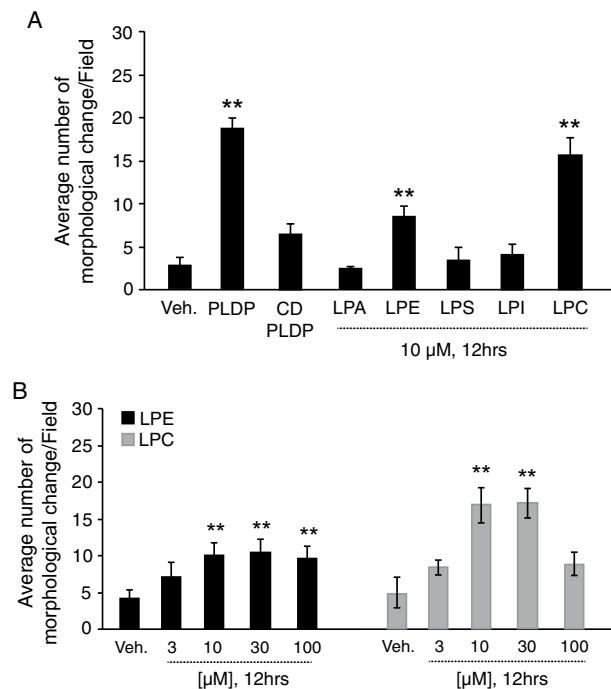 A
Average number of
morphological change/Field
30
25
20
15
10
5
0
**
**
**
Veh. PLDP CD PLDP LPA LPE LPS LPI LPC
10 µM, 12hrs
B
Average number of
morphological change/Field
30
25
20
15
10
5
0
LPE
LPC
** ** **
** **
Veh. 3 10 30 100 Veh. 3 10 30 100
[µM], 12hrs [µM], 12hrs